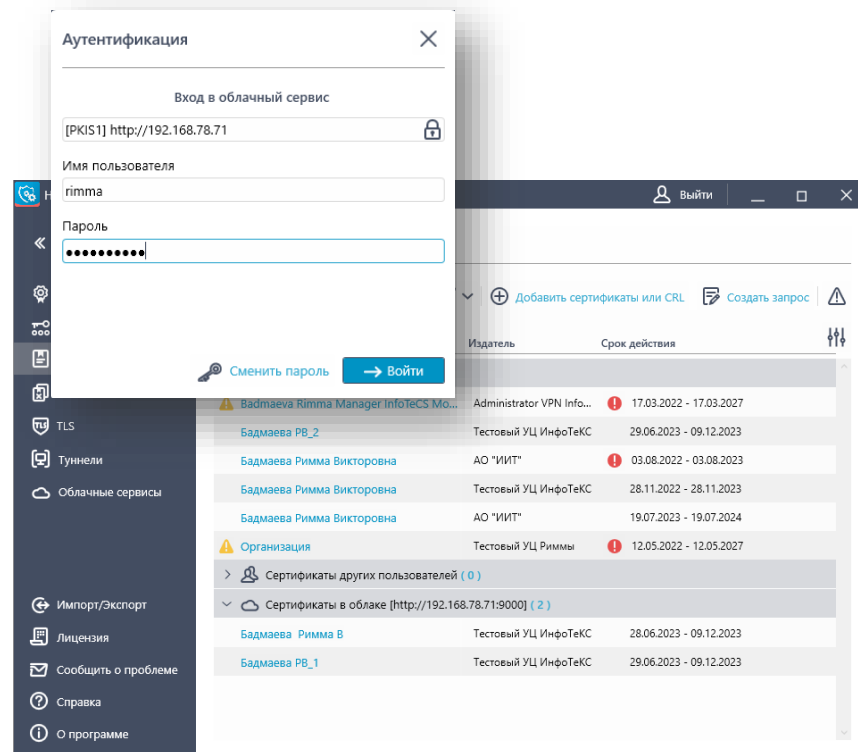 Аутентификация
Вход в облачный сервис
[PKIS1] http://192.168.78.71
Имя пользователя
rimma
Пароль
••••••••••
Сменить пароль
Войти
Выйти
Добавить сертификаты или CRL
Создать запрос
Издатель
Срок действия
Badmaeva Rimma Manager InfoTeCS Mo... Administrator VPN Info... 17.03.2022 - 17.03.2027
Бадмаева РВ_2 Тестовый УЦ ИнфоТеКС 29.06.2023 - 09.12.2023
Бадмаева Римма Викторовна АО "ИИТ" 03.08.2022 - 03.08.2023
Бадмаева Римма Викторовна Тестовый УЦ ИнфоТеКС 28.11.2022 - 28.11.2023
Бадмаева Римма Викторовна АО "ИИТ" 19.07.2023 - 19.07.2024
Организация Тестовый УЦ Риммы 12.05.2022 - 12.05.2027
Сертификаты других пользователей ( 0 )
Сертификаты в облаке [http://192.168.78.71:9000] ( 2 )
Бадмаева Римма В Тестовый УЦ ИнфоТеКС 28.06.2023 - 09.12.2023
Бадмаева РВ_1 Тестовый УЦ ИнфоТеКС 29.06.2023 - 09.12.2023
TLS
Туннели
Облачные сервисы
Импорт/Экспорт
Лицензия
Сообщить о проблеме
Справка
О программе